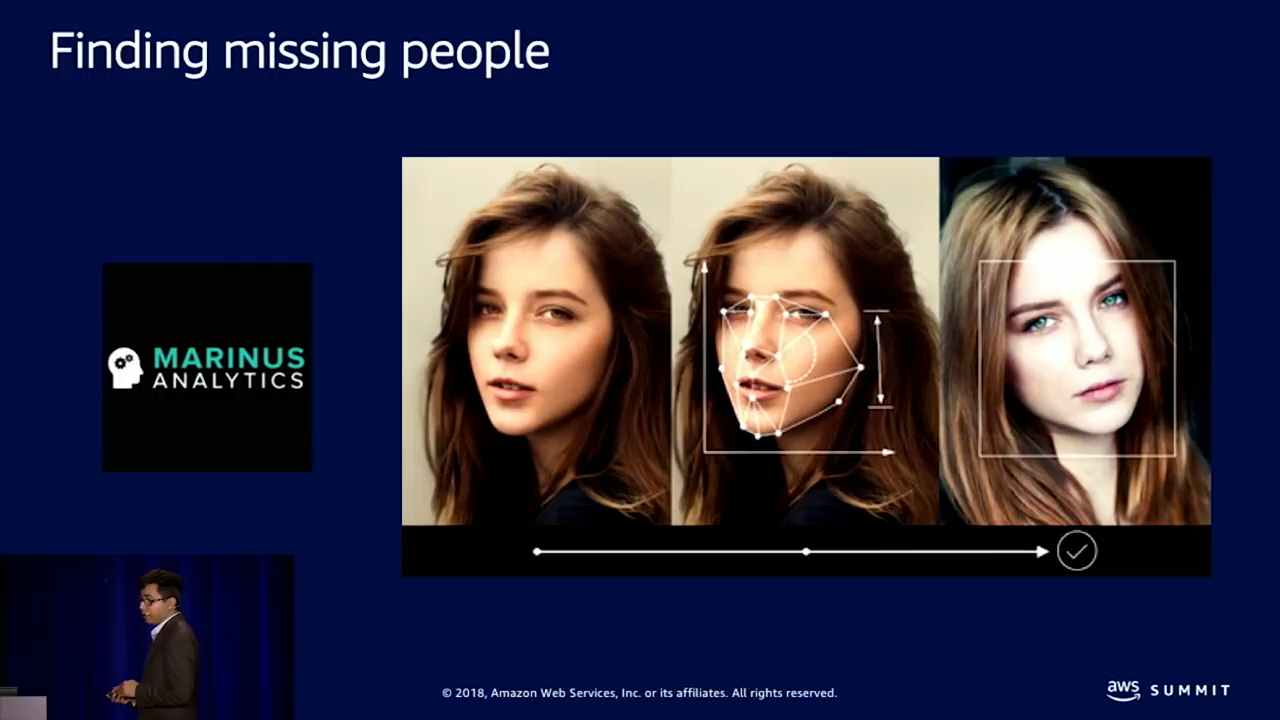 Finding missing people
MARINUS
ANALYTICS
© 2018, Amazon Web Services, Inc. or its affiliates. All rights reserved.
aws SUMMIT